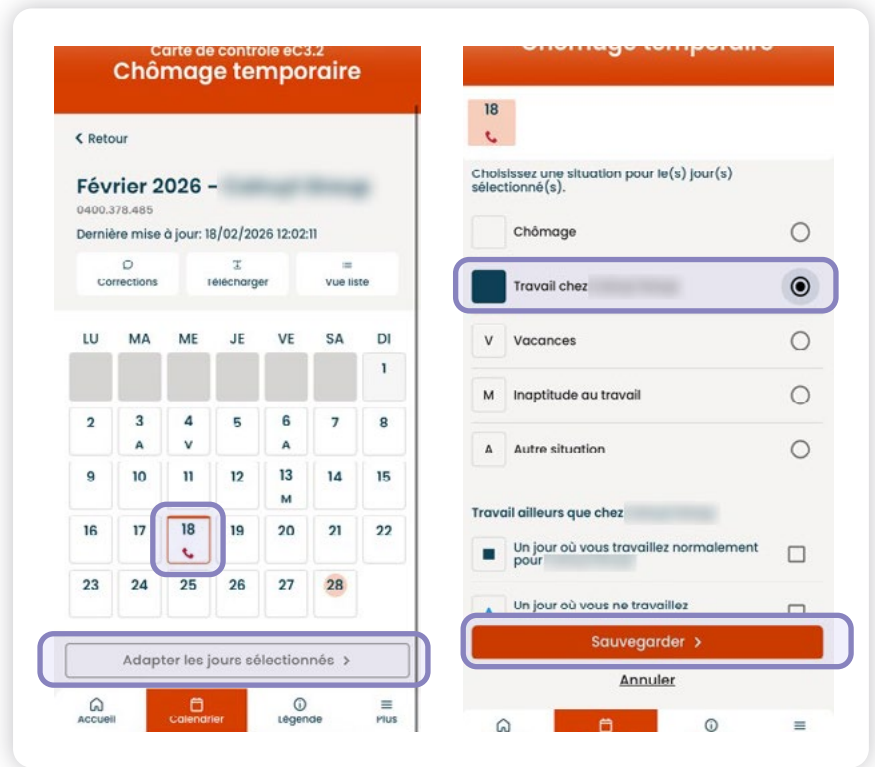 Carte de contrôle eC3.2
Chômage temporaire
Retour
Février 2026 -
0400.378.485
Dernière mise à jour: 18/02/2026 12:02:11
Corrections
Télécharger
Vue liste
LU MA ME JE VE SA DI
1
2 3 4 5 6 7 8
A V A
9 10 11 12 13 14 15
M
16 17 18 19 20 21 22
23 24 25 26 27 28
Adapter les jours sélectionnés >
Accueil Calendrier Légende Plus
Chômage temporaire
18
Choisissez une situation pour le(s) jour(s)
sélectionné(s).
Chômage
Travail chez
V Vacances
M Inaptitude au travail
A Autre situation
Travail ailleurs que chez
Un jour où vous travaillez normalement
pour
Un jour où vous ne travaillez
Sauvegarder >
Annuler